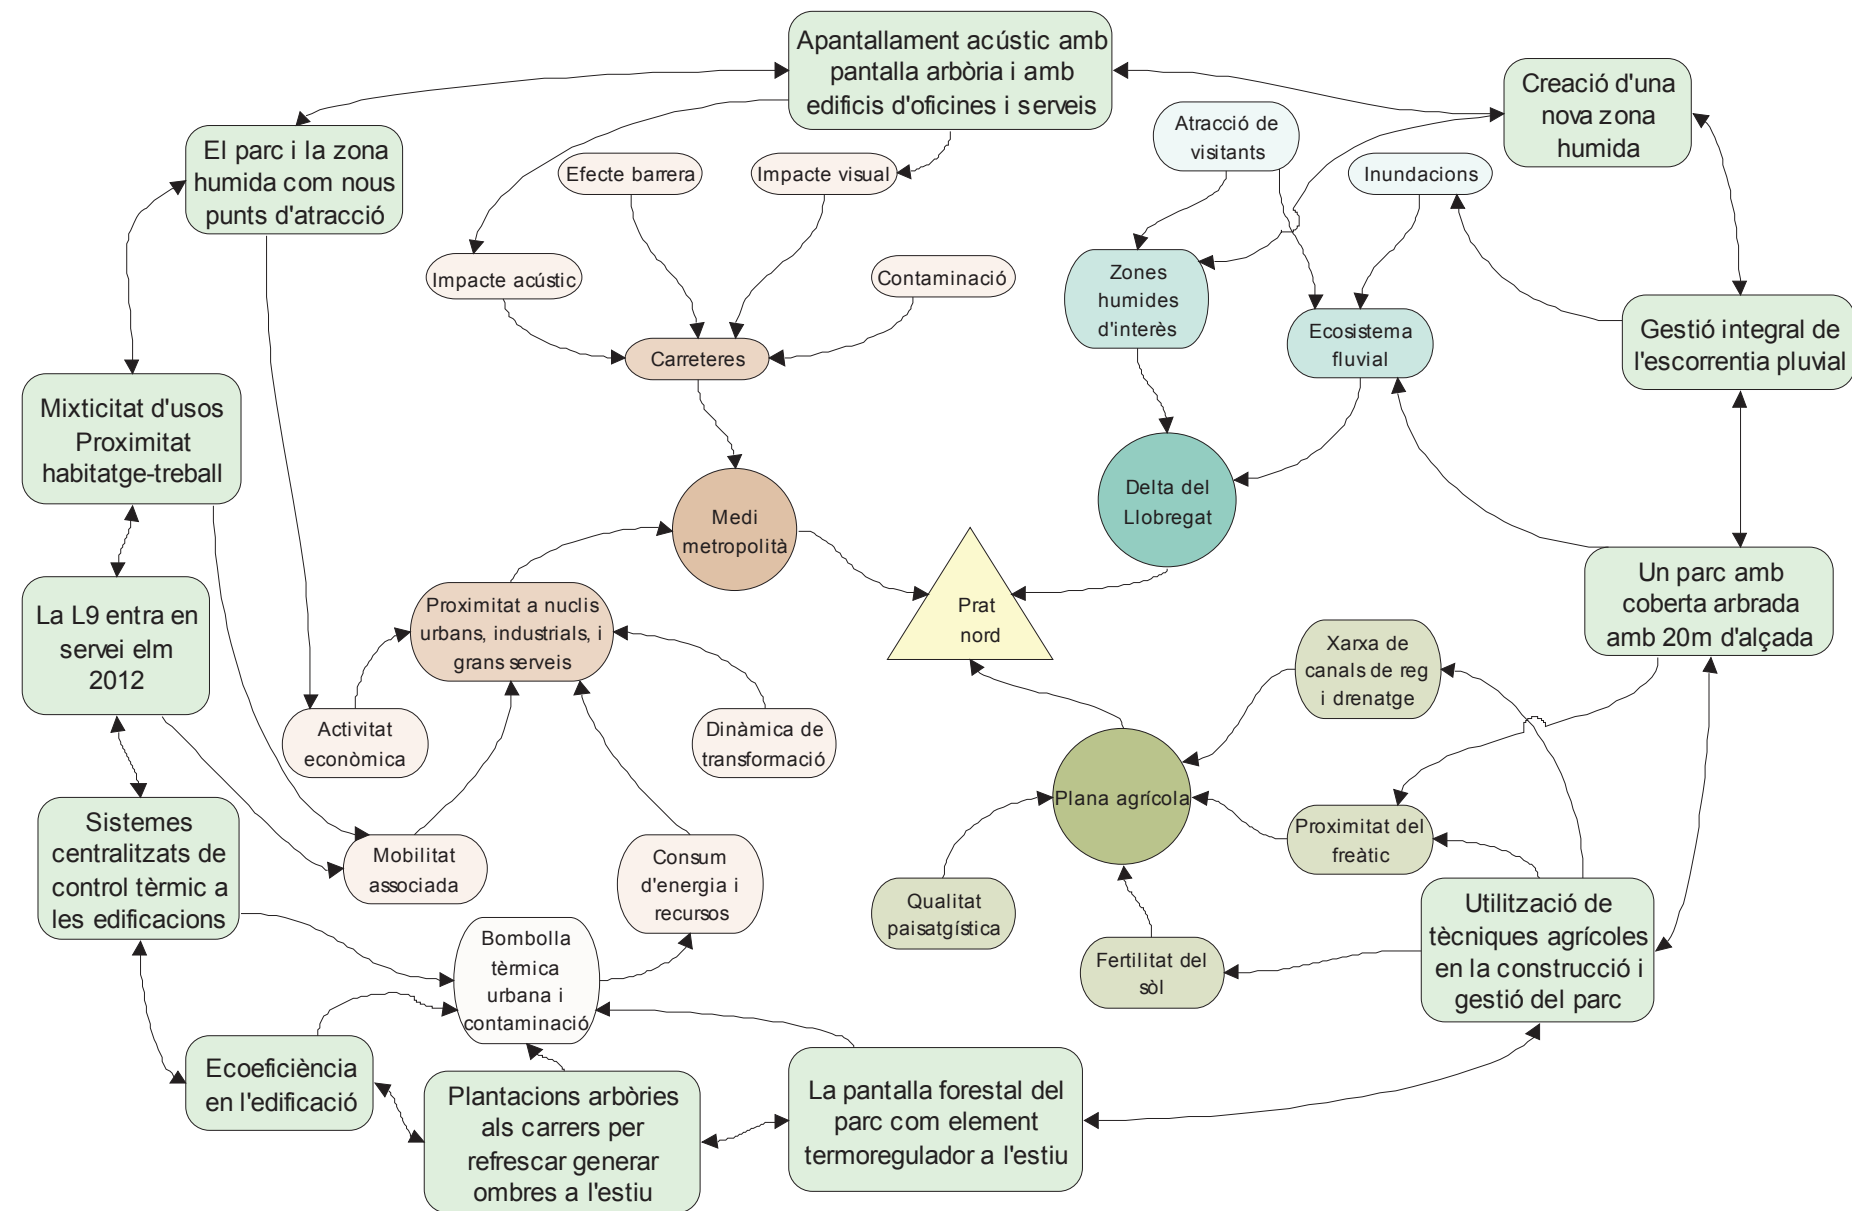 Apantallament acústic amb
pantalla arbòria i amb
edificis d'oficines i serveis
Creació d'una
nova zona
humida
Atracció de
visitants
El parc i la zona
humida com nous
punts d'atracció
Efecte barrera
Impacte visual
Inundacions
Impacte acústic
Contaminació
Zones
humides
d'interès
Ecosistema
fluvial
Gestió integral de
l'escorrentia pluvial
Carreteres
Mixticitat d'usos
Proximitat
habitatge-treball
Medi
metropolità
Delta del
Llobregat
Prat
nord
Un parc amb
coberta arbrada
amb 20m d'alçada
La L9 entra en
servei elm
2012
Proximitat a nuclis
urbans, industrials, i
grans serveis
Xarxa de
canals de reg
i drenatge
Activitat
econòmica
Dinàmica de
transformació
Plana agrícola
Sistemes
centralitzats de
control tèrmic a
les edificacions
Mobilitat
associada
Consum
d'energia i
recursos
Proximitat del
freàtic
Qualitat
paisatgística
Utilització de
tècniques agrícoles
en la construcció i
gestió del parc
Bombolla
tèrmica
urbana i
contaminació
Fertilitat del
sòl
Ecoeficiència
en l'edificació
Plantacions arbòries
als carrers per
refrescar generar
ombres a l'estiu
La pantalla forestal del
parc com element
termoregulador a l'estiu